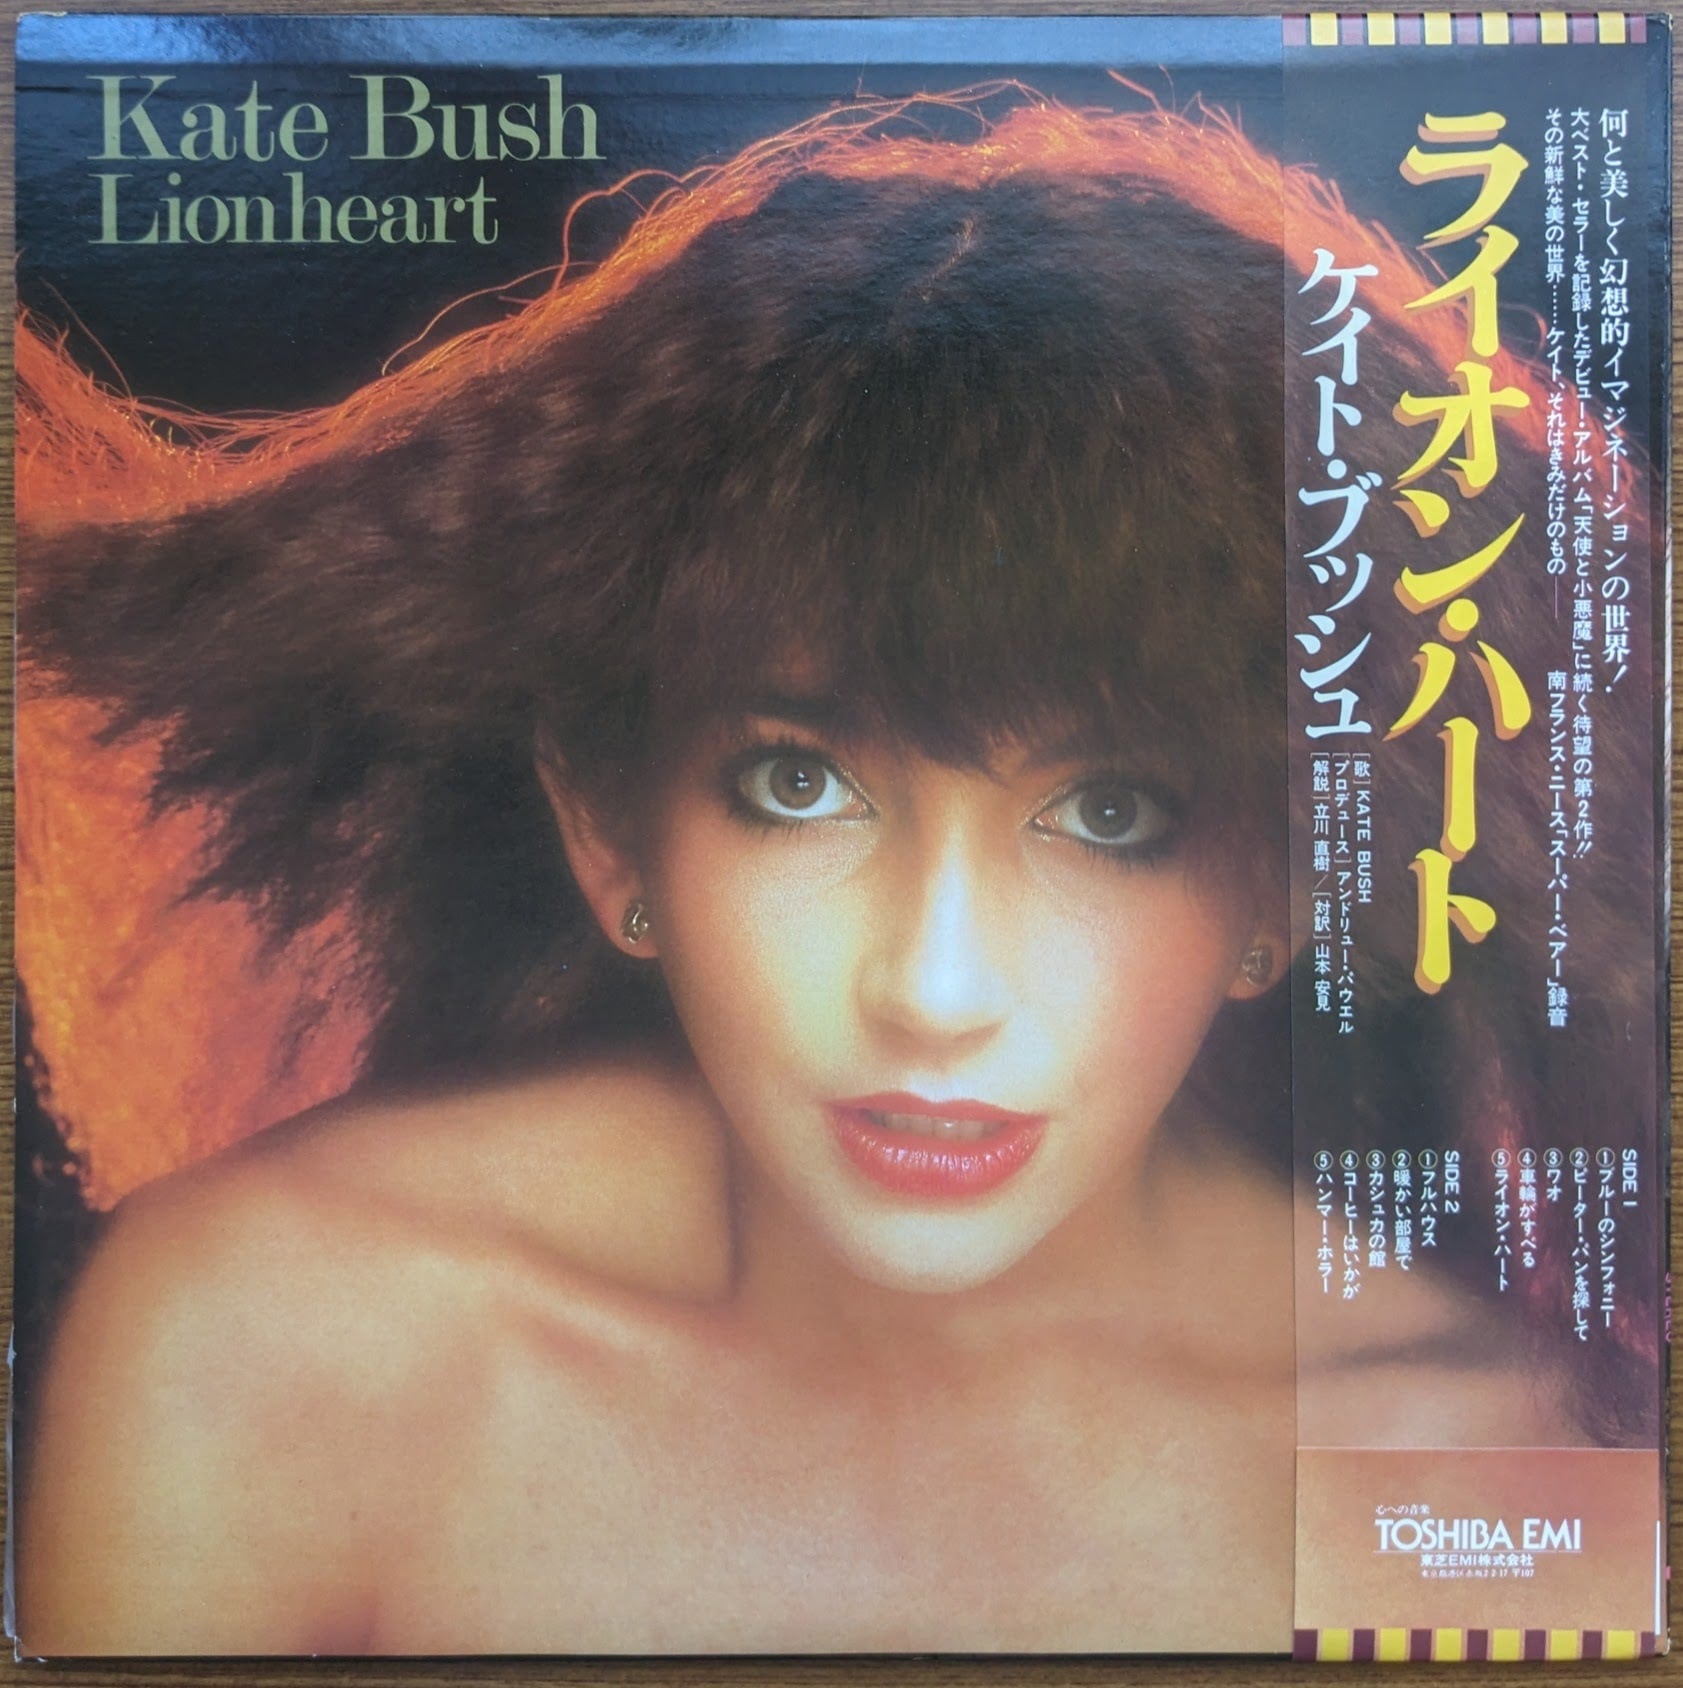 Kate Bush
Lionheart
何と美しく幻想的イマジネーションの世界!
大ベスト・セラーを記録したデビュー・アルバム「天使と小悪魔」に続く待望の第2作!!
その新鮮な美の世界……ケイト、それはきみだけのもの——
南フランス・ニース「スーパー・ベアー」録音
ライオン・ハート
ケイト・ブッシュ
[歌] KATE BUSH
[プロデュース] アンドリュー・パウエル
[解説] 立川 直樹/[対訳] 山本 安見
SIDE 1
①ブルーのシンフォニー
②ピーター・パンを探して
③ワオ
④車輪がすべる
⑤ライオン・ハート
SIDE 2
①フルハウス
②暖かい部屋で
③カシュカの館
④コーヒーはいかが
⑤ハンマー・ホラー
心への音楽
TOSHIBA EMI
東芝EMI株式会社
東京都港区赤坂2-2-17 〒107